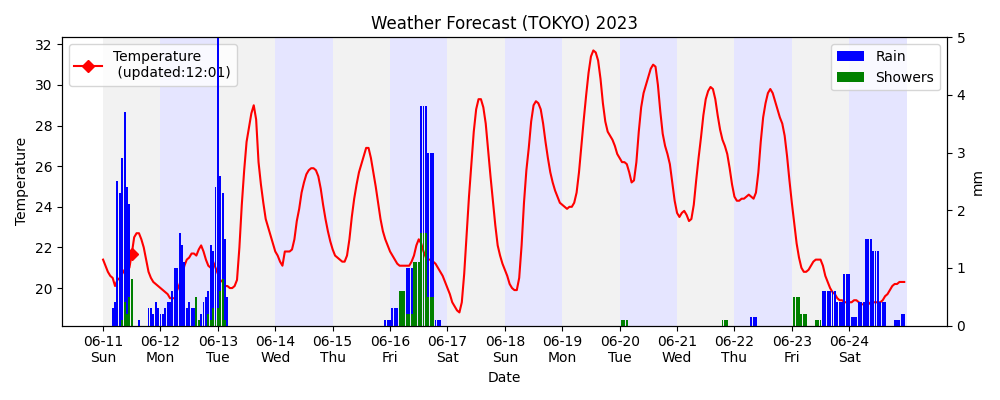 Weather Forecast (TOKYO) 2023
Temperature
(updated:12:01)
Rain
Showers
Temperature
32
30
28
26
24
22
20
5
4
3
2
1
0
mm
06-11 06-12 06-13 06-14 06-15 06-16 06-17 06-18 06-19 06-20 06-21 06-22 06-23 06-24
Sun Mon Tue Wed Thu Fri Sat Sun Mon Tue Wed Thu Fri Sat
Date